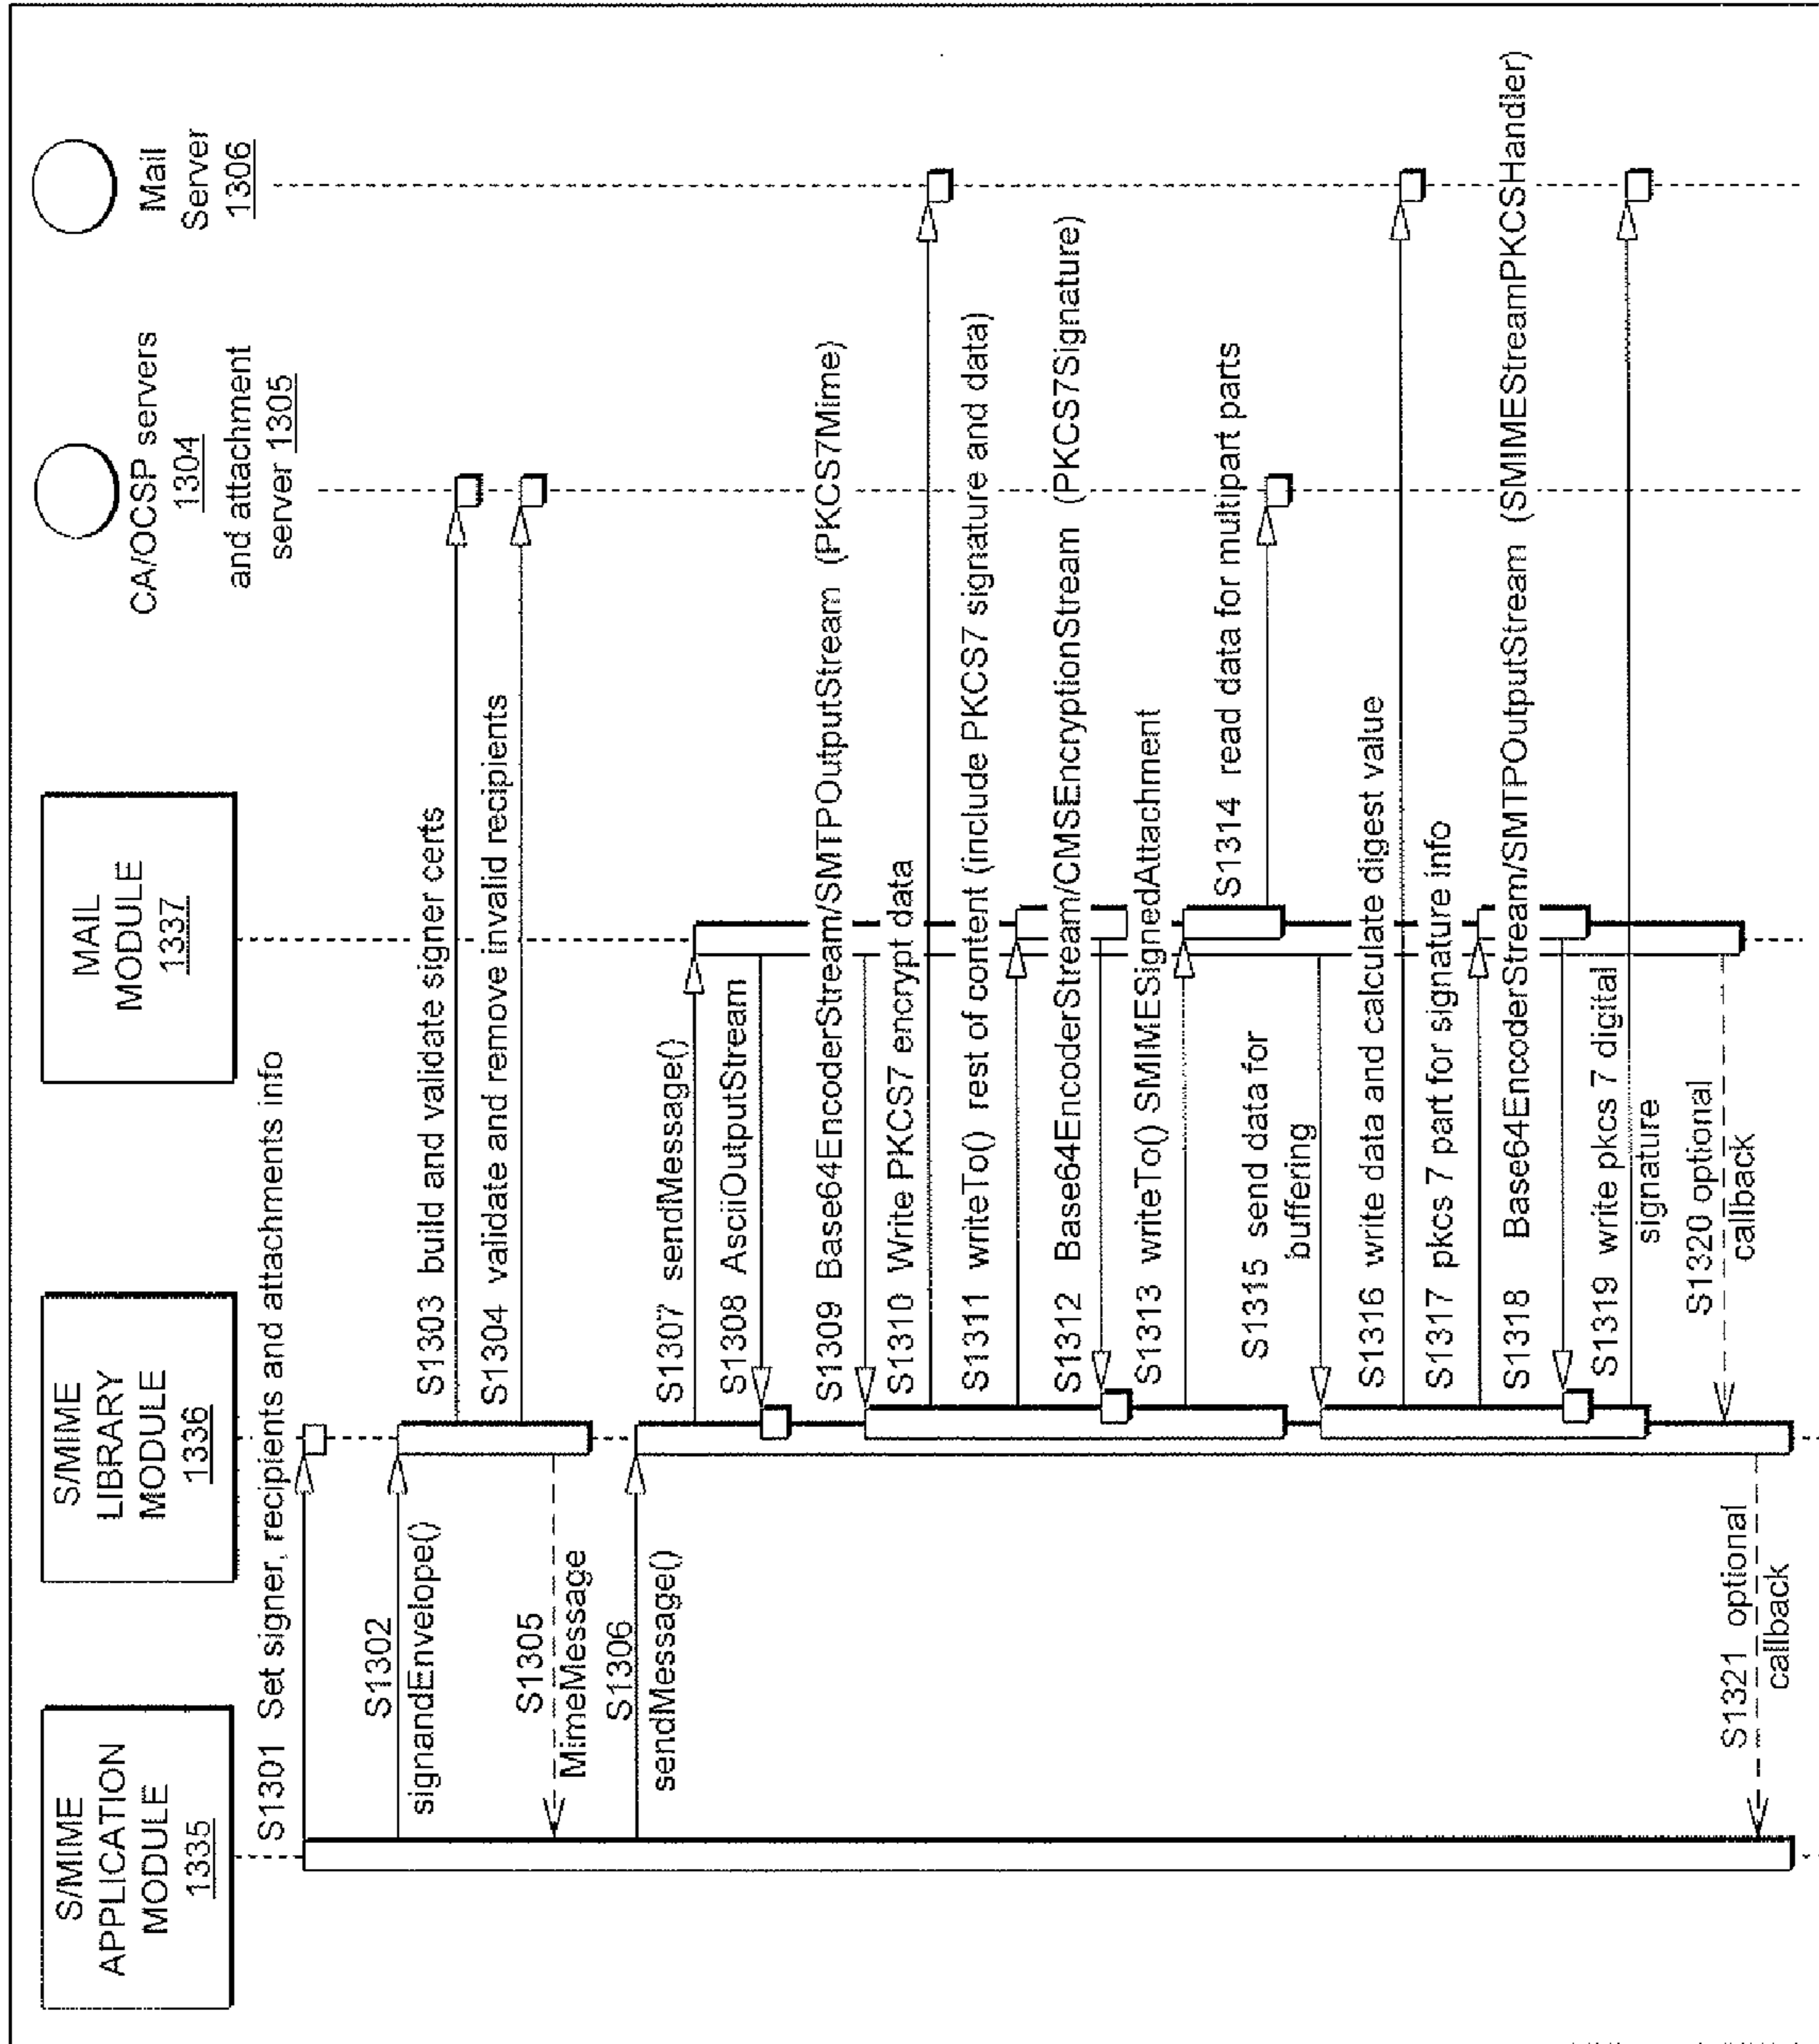 S/MIME
APPLICATION
MODULE
1335
S/MIME
LIBRARY
MODULE
1336
MAIL
MODULE
1337
CA/OCSP servers
1304
and attachment
server 1305
Mail
Server
1306
S1301 Set signer, recipients and attachments info
S1302
signandEnvelope()
S1303 build and validate signer certs
S1304 validate and remove invalid recipients
S1305
MimeMessage
S1306
sendMessage()
S1307 sendMessage()
S1308 AsciiOutputStream
S1309 Base64EncoderStream/SMTPOutputStream (PKCS7Mime)
S1310 Write PKCS7 encrypt data
S1311 writeTo() rest of content (include PKCS7 signature and data)
S1312 Base64EncoderStream/CMSEncryptionStream (PKCS7Signature)
S1313 writeTo() SMIMESignedAttachment
S1314 read data for multipart parts
S1315 send data for
buffering
S1316 write data and calculate digest value
S1317 pkcs 7 part for signature info
S1318 Base64EncoderStream/SMTPOutputStream (SMIMEStreamPKCSHandler)
S1319 write pkcs 7 digital
signature
S1320 optional
callback
S1321 optional
callback